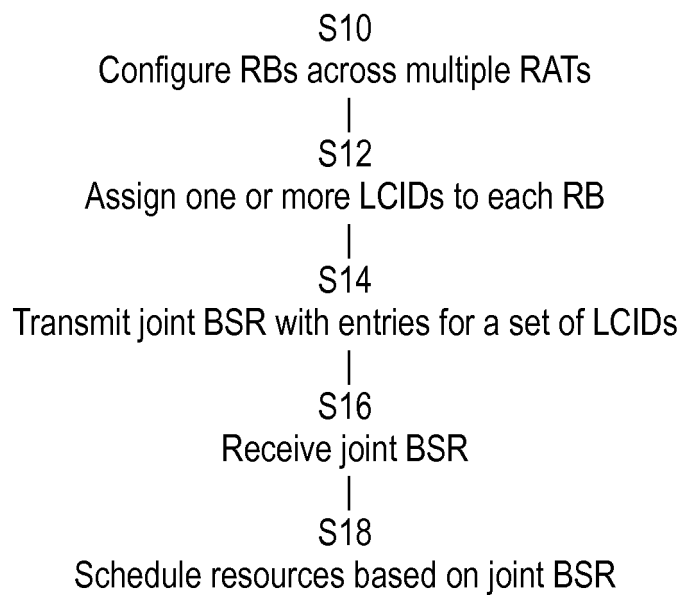 S10
Configure RBs across multiple RATs
S12
Assign one or more LCIDs to each RB
S14
Transmit joint BSR with entries for a set of LCIDs
S16
Receive joint BSR
S18
Schedule resources based on joint BSR